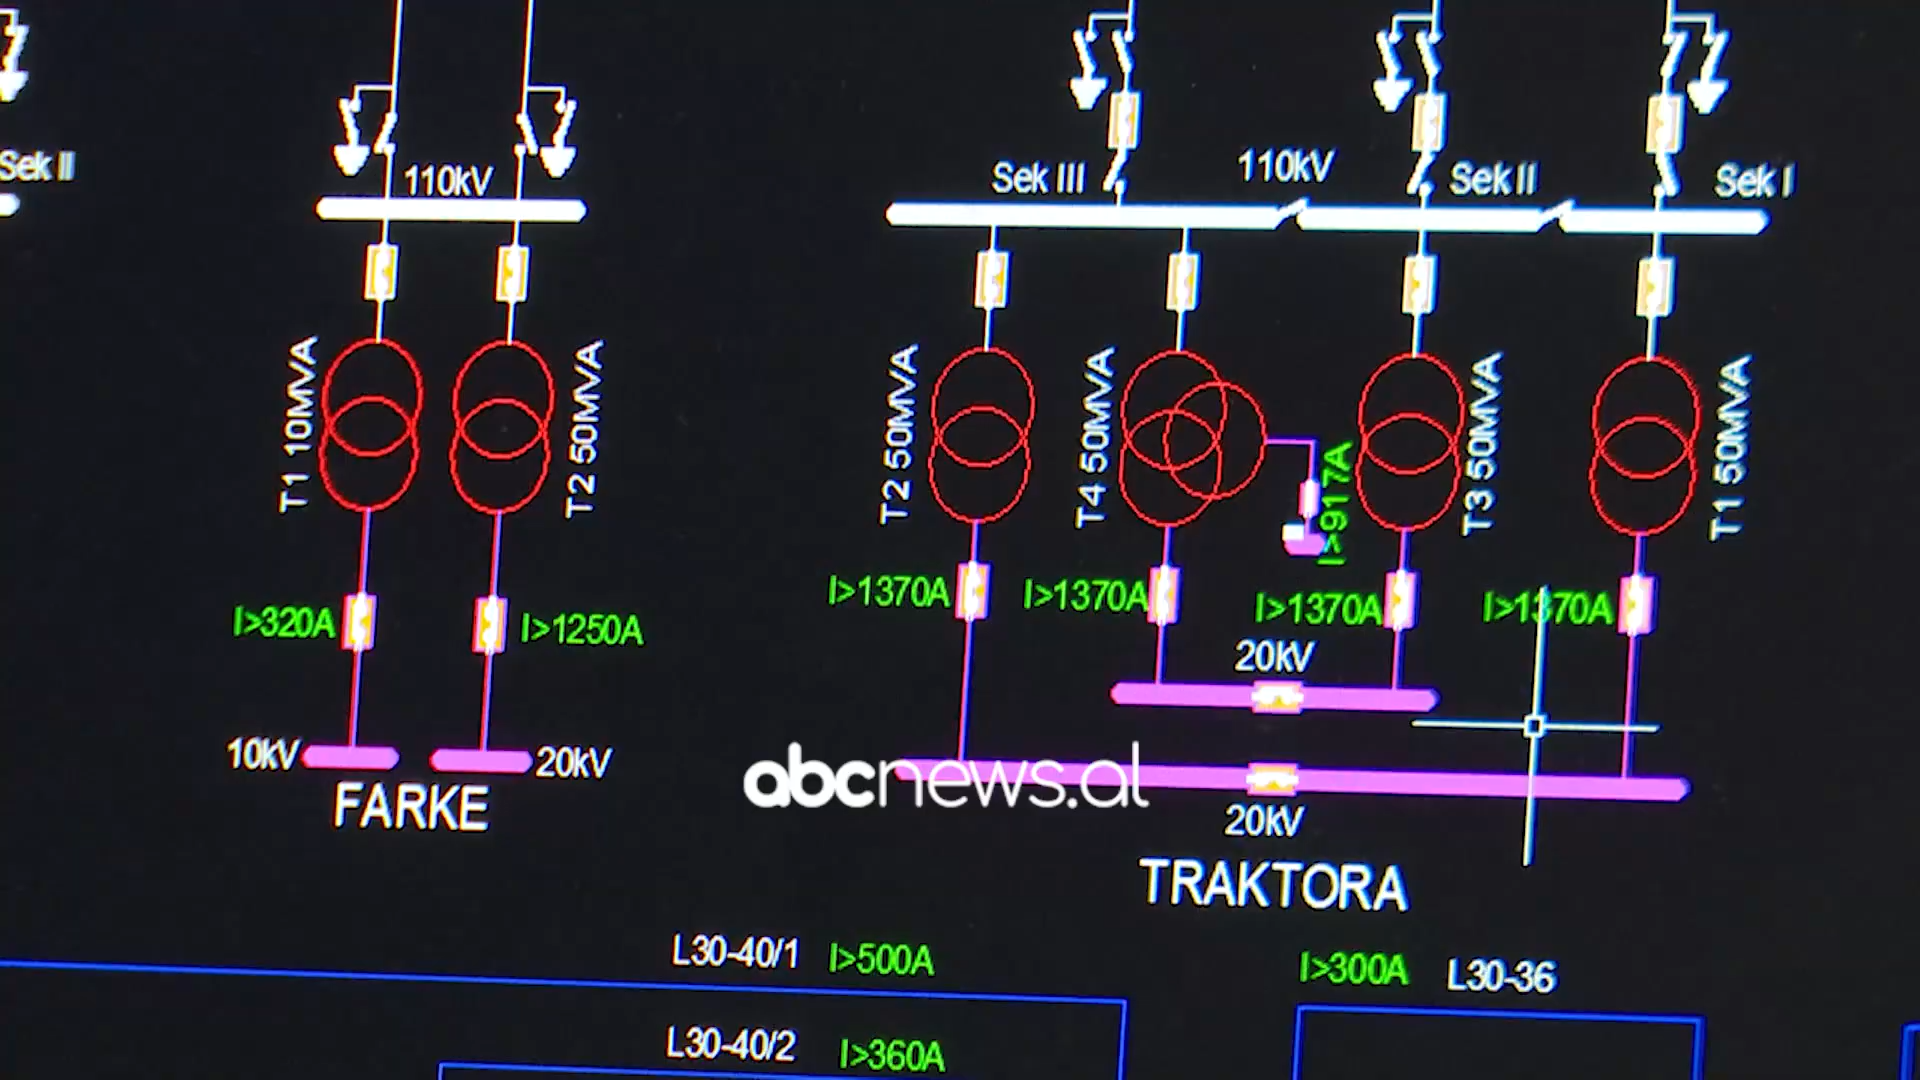 Sek II
110kV
Sek III
110kV
Sek II
Sek I
T1 10MVA
T2 50MVA
T2 50MVA
T4 50MVA
T3 50MVA
T1 50MVA
I>917A
I>320A
I>1250A
I>1370A
I>1370A
I>1370A
I>1370A
20kV
10kV
20kV
FARKE
abcnews.al
20kV
TRAKTORA
L30-40/1
I>500A
I>300A
L30-36
L30-40/2
I>360A